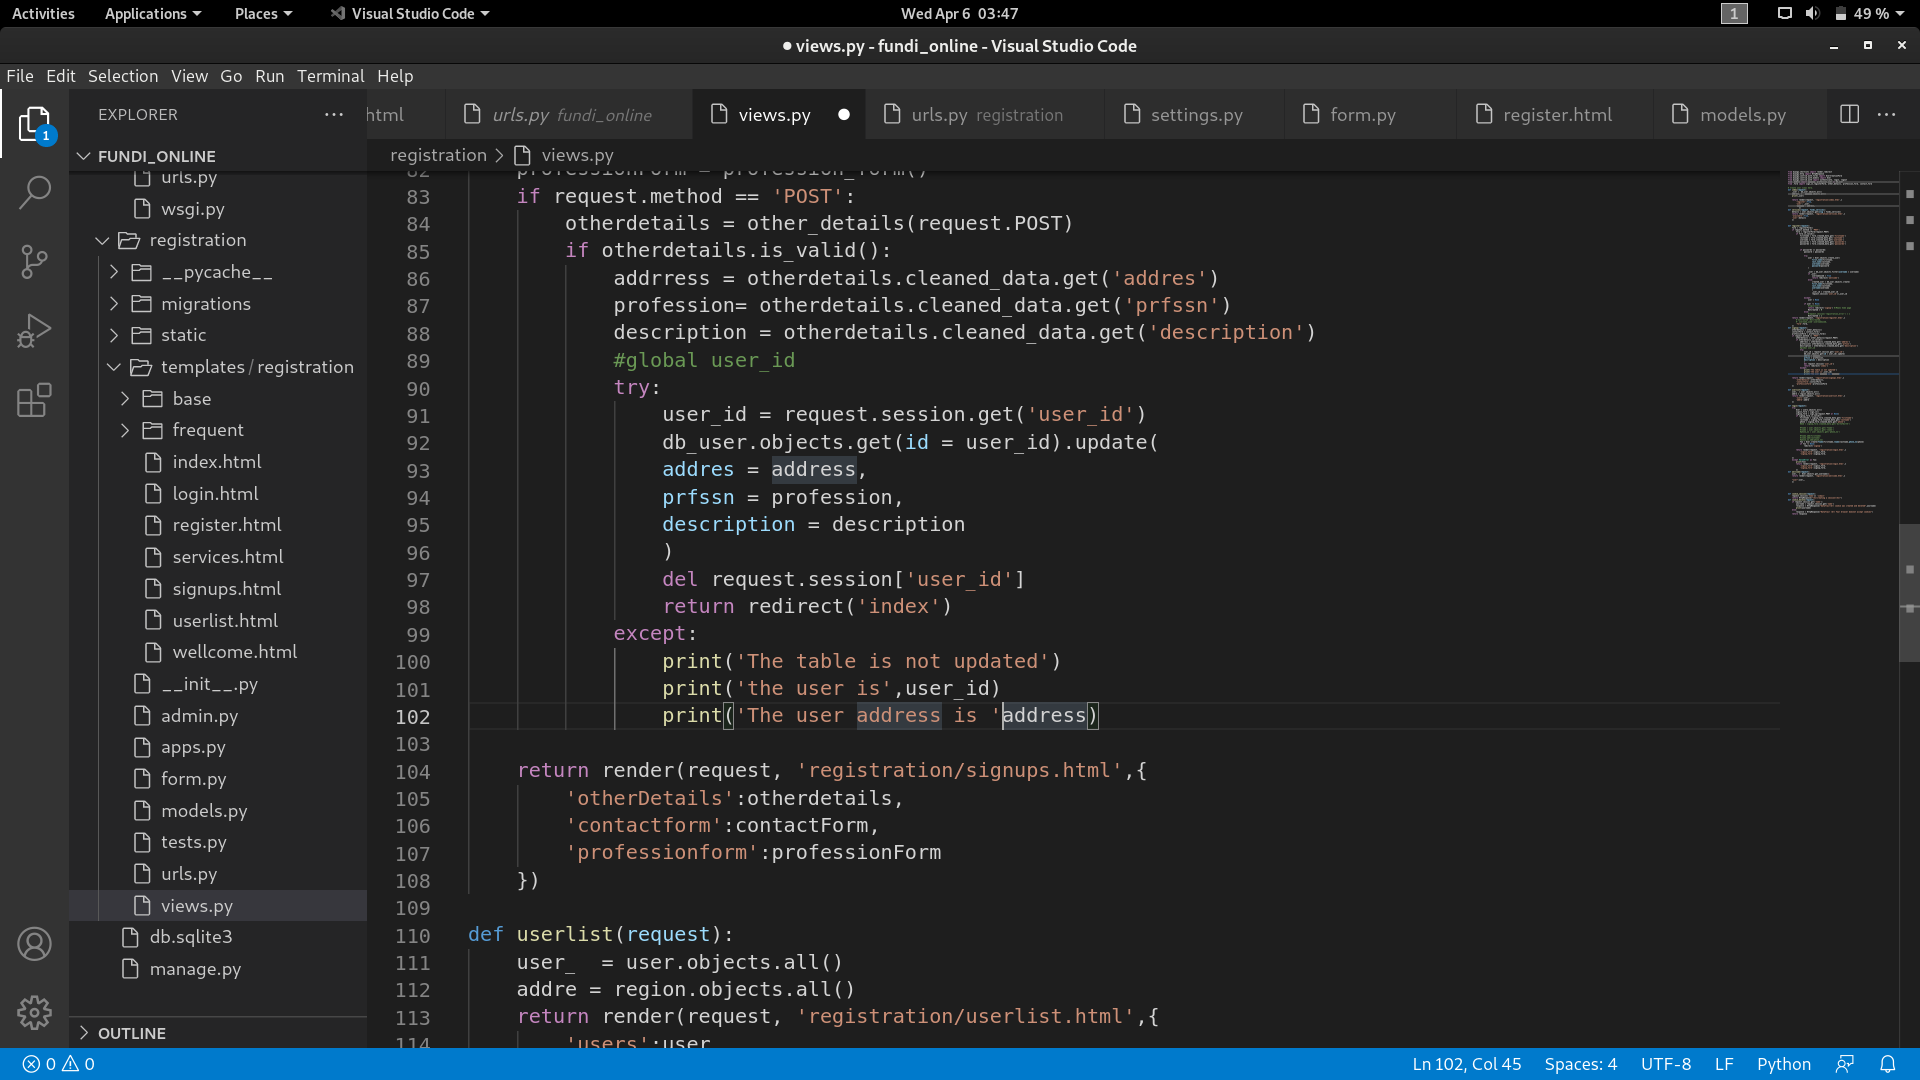 Activities Applications Places Visual Studio Code Wed Apr 6 03:47 1 49 %
● views.py - fundi_online - Visual Studio Code
File Edit Selection View Go Run Terminal Help
EXPLORER ··· html urls.py fundi_online views.py urls.py registration settings.py form.py register.html models.py ···
1
FUNDI_ONLINE
registration > views.py
urls.py
wsgi.py
registration
__pycache__
migrations
static
templates / registration
base
frequent
index.html
login.html
register.html
services.html
signups.html
userlist.html
wellcome.html
__init__.py
admin.py
apps.py
form.py
models.py
tests.py
urls.py
views.py
db.sqlite3
manage.py
OUTLINE
82 professionForm = profession_form()
83 if request.method == 'POST':
84 otherdetails = other_details(request.POST)
85 if otherdetails.is_valid():
86 addrress = otherdetails.cleaned_data.get('addres')
87 profession= otherdetails.cleaned_data.get('prfssn')
88 description = otherdetails.cleaned_data.get('description')
89 #global user_id
90 try:
91 user_id = request.session.get('user_id')
92 db_user.objects.get(id = user_id).update(
93 addres = address,
94 prfssn = profession,
95 description = description
96 )
97 del request.session['user_id']
98 return redirect('index')
99 except:
100 print('The table is not updated')
101 print('the user is',user_id)
102 print('The user address is 'address)
103
104 return render(request, 'registration/signups.html',{
105 'otherDetails':otherdetails,
106 'contactform':contactForm,
107 'professionform':professionForm
108 })
109
110 def userlist(request):
111 user_  = user.objects.all()
112 addre = region.objects.all()
113 return render(request, 'registration/userlist.html',{
114 'users':user_
0 0 Ln 102, Col 45 Spaces: 4 UTF-8 LF Python